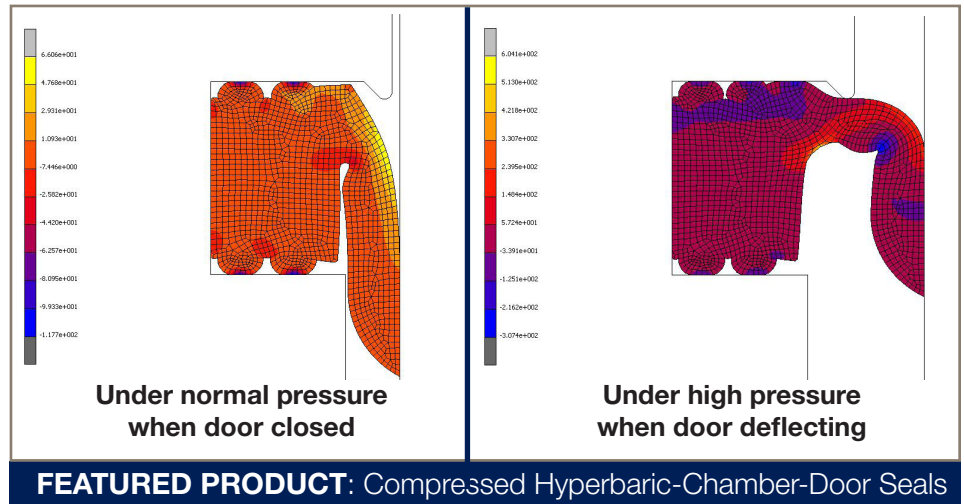 6.606e+001
4.768e+001
2.931e+001
1.093e+001
-7.446e+000
-2.582e+001
-4.420e+001
-6.257e+001
-8.095e+001
-9.933e+001
-1.177e+002
Under normal pressure
when door closed
6.041e+002
5.130e+002
4.218e+002
3.307e+002
2.395e+002
1.484e+002
5.724e+001
-3.391e+001
-1.251e+002
-2.162e+002
-3.074e+002
Under high pressure
when door deflecting
FEATURED PRODUCT: Compressed Hyperbaric-Chamber-Door Seals